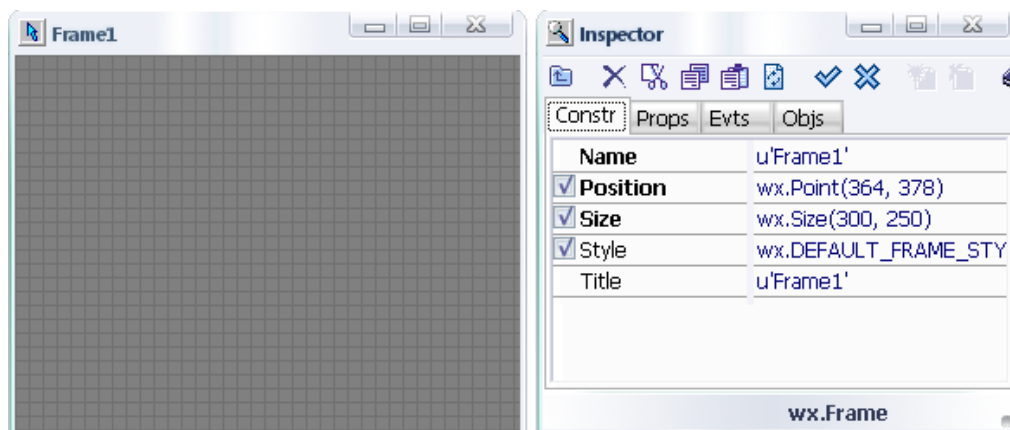 Frame1
Inspector
Constr Props Evts Objs
Name u'Frame1'
Position wx.Point(364, 378)
Size wx.Size(300, 250)
Style wx.DEFAULT_FRAME_STY
Title u'Frame1'
wx.Frame